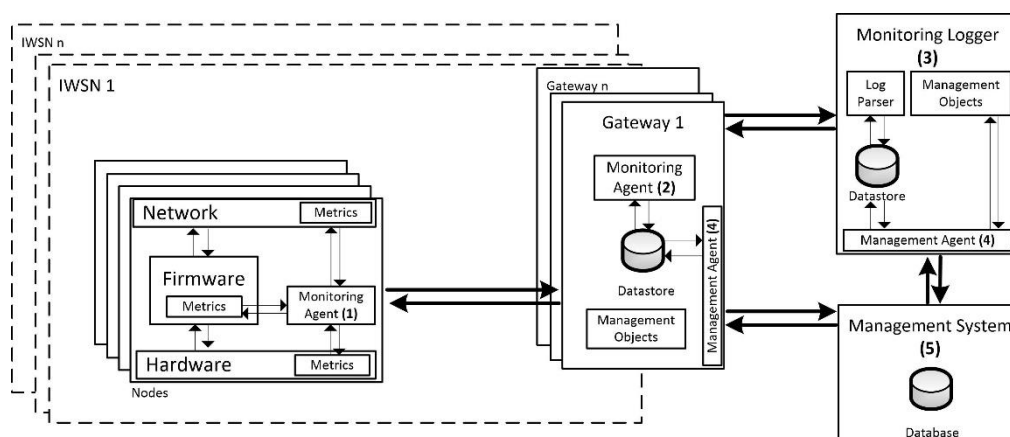 IWSN n
IWSN 1
Nodes
Network
Metrics
Firmware
Metrics
Monitoring
Agent (1)
Hardware
Metrics
Gateway n
Gateway 1
Monitoring
Agent (2)
Datastore
Management
Objects
Management Agent (4)
Monitoring Logger
(3)
Log
Parser
Management
Objects
Datastore
Management Agent (4)
Management System
(5)
Database